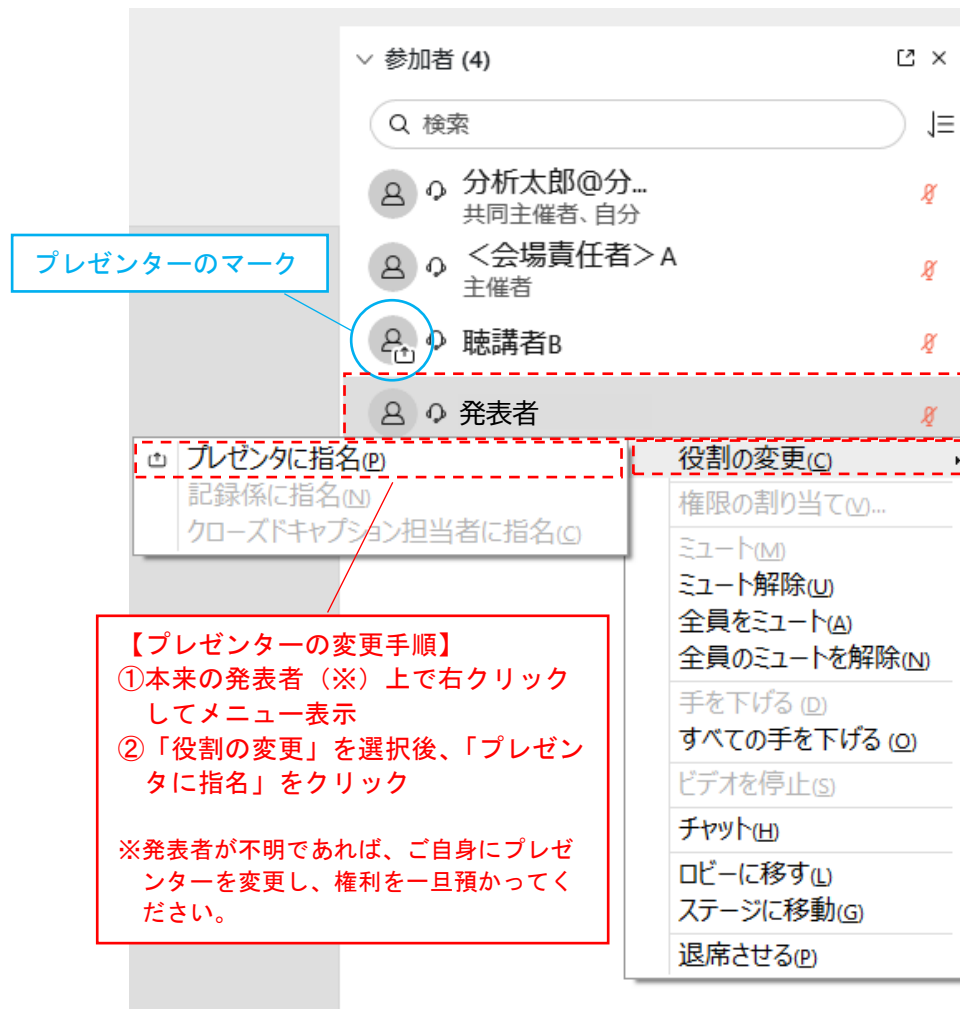 参加者 (4)
検索
分析太郎@分...
共同主催者、自分
＜会場責任者＞A
主催者
プレゼンターのマーク
聴講者B
発表者
プレゼンタに指名(P)
記録係に指名(N)
クローズドキャプション担当者に指名(C)
役割の変更(C)
権限の割り当て(V)...
ミュート(M)
ミュート解除(U)
全員をミュート(A)
全員のミュートを解除(N)
手を下げる (D)
すべての手を下げる (O)
ビデオを停止(S)
チャット(H)
ロビーに移す(L)
ステージに移動(G)
退席させる(P)
【プレゼンターの変更手順】
①本来の発表者（※）上で右クリック
してメニュー表示
②「役割の変更」を選択後、「プレゼン
タに指名」をクリック
※発表者が不明であれば、ご自身にプレゼ
ンターを変更し、権利を一旦預かってく
ださい。